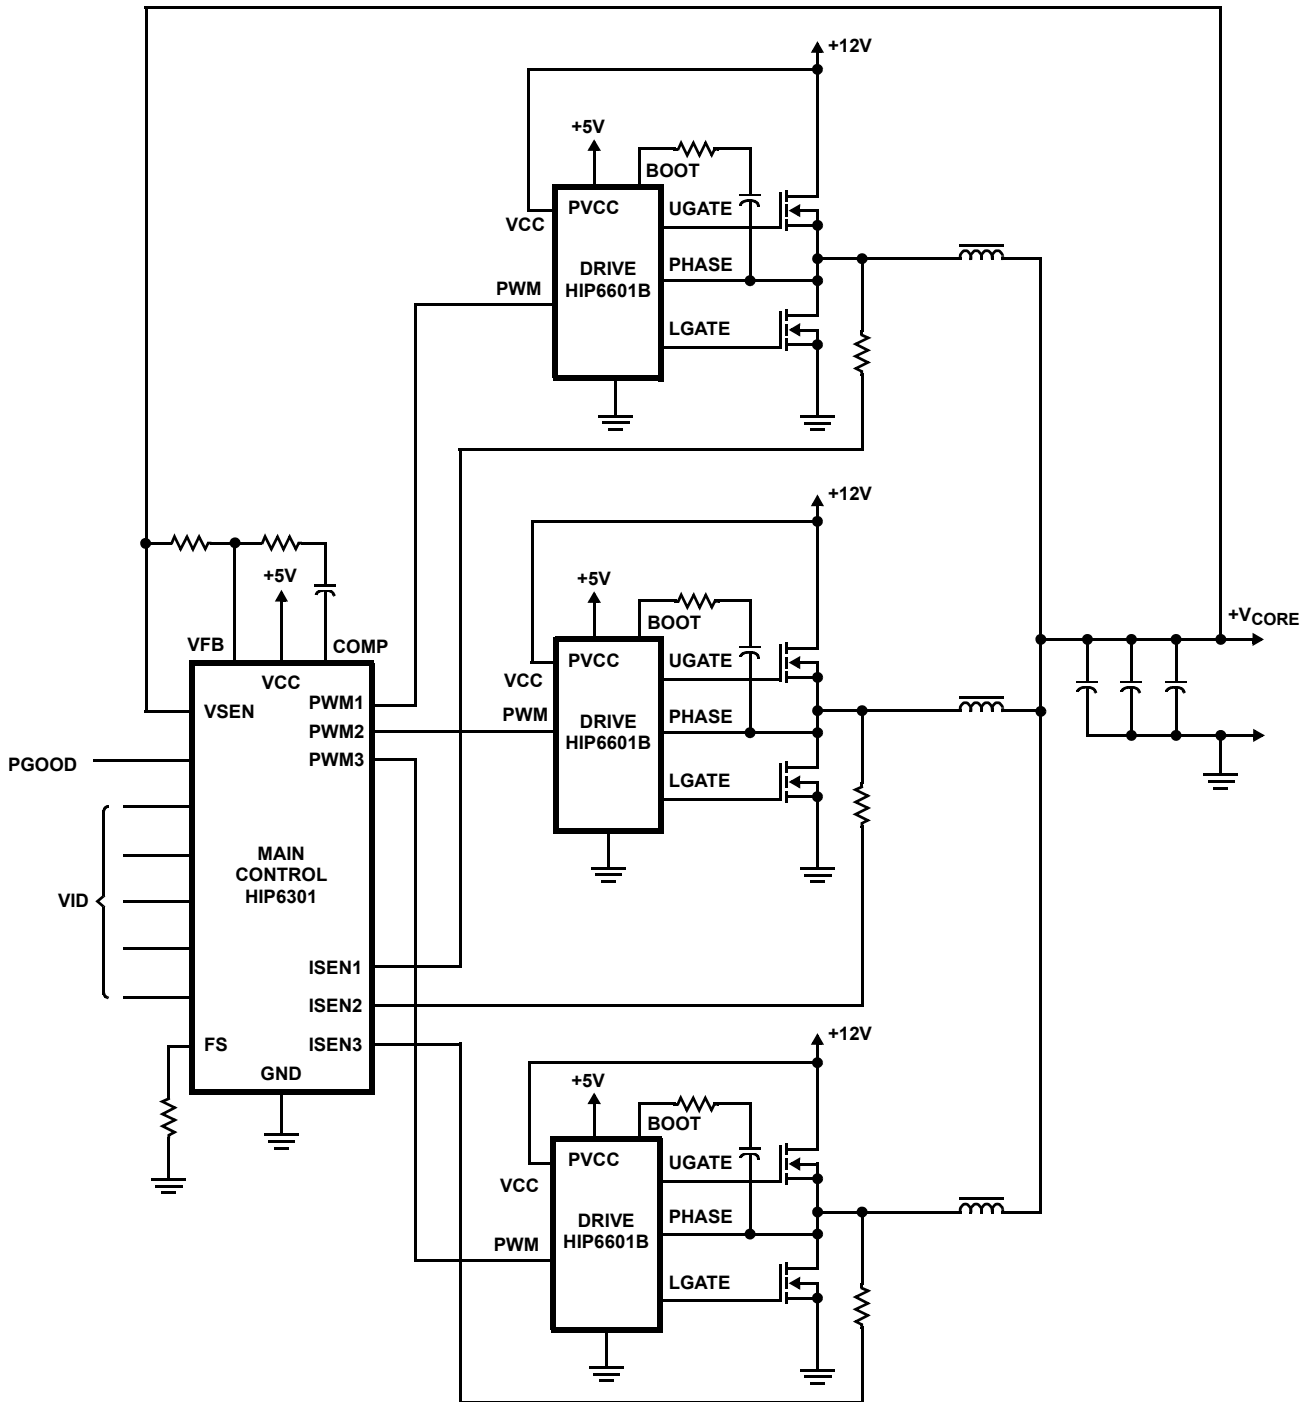 +12V
+5V
BOOT
PVCC
UGATE
VCC
DRIVE
HIP6601B
PHASE
PWM
LGATE
+12V
+5V
BOOT
PVCC
UGATE
VCC
DRIVE
HIP6601B
PHASE
PWM
LGATE
+5V
VFB
COMP
VCC
VSEN
PWM1
PWM2
PWM3
PGOOD
MAIN
CONTROL
HIP6301
VID
ISEN1
ISEN2
ISEN3
FS
GND
+VCORE
+12V
+5V
BOOT
PVCC
UGATE
VCC
DRIVE
HIP6601B
PHASE
PWM
LGATE